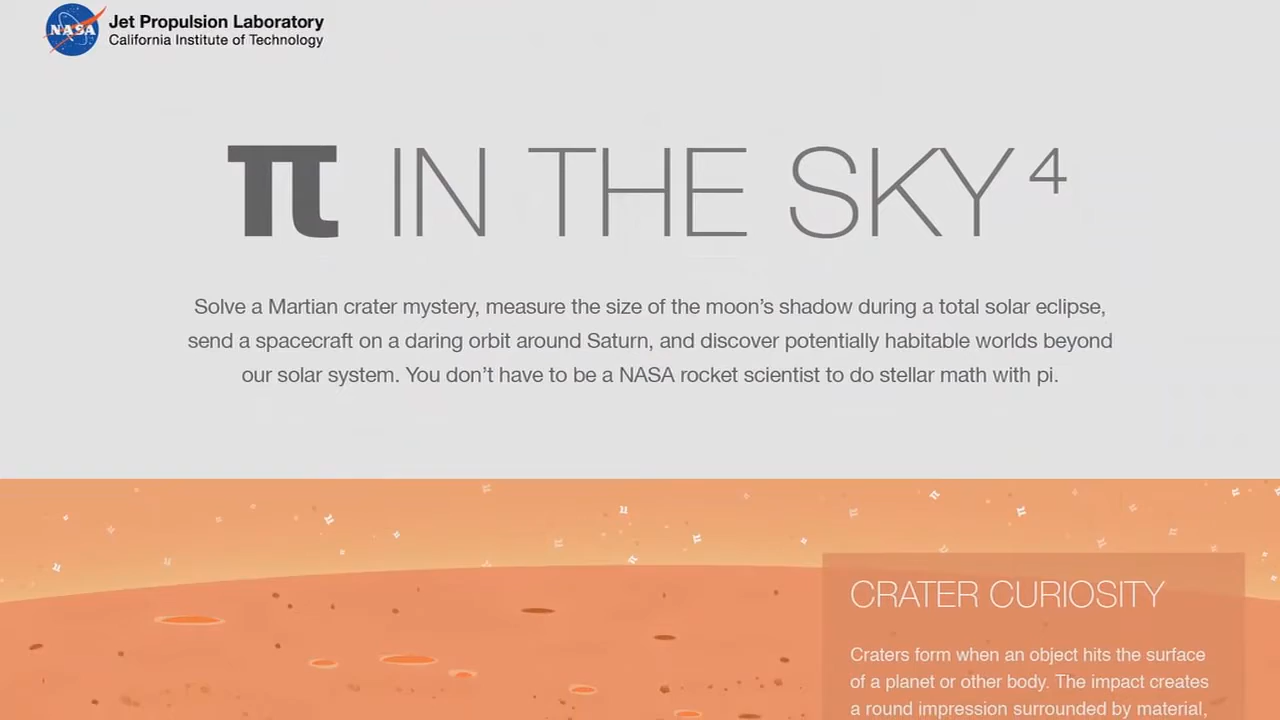 NASA
Jet Propulsion Laboratory
California Institute of Technology
π IN THE SKY⁴
Solve a Martian crater mystery, measure the size of the moon’s shadow during a total solar eclipse,
send a spacecraft on a daring orbit around Saturn, and discover potentially habitable worlds beyond
our solar system. You don’t have to be a NASA rocket scientist to do stellar math with pi.
CRATER CURIOSITY
Craters form when an object hits the surface
of a planet or other body. The impact creates
a round impression surrounded by material,